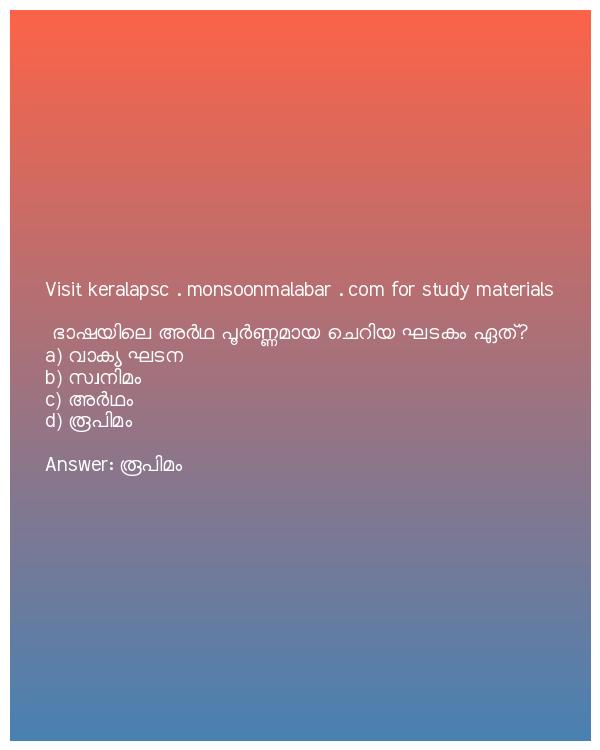 Visit keralapsc . monsoonmalabar . com for study materials
ഭാഷയിലെ അർഥ പൂർണ്ണമായ ചെറിയ ഘടകം ഏത്?
a) വാക്യ ഘടന
b) സ്വനിമം
c) അർഥം
d) രൂപിമം
Answer: രൂപിമം